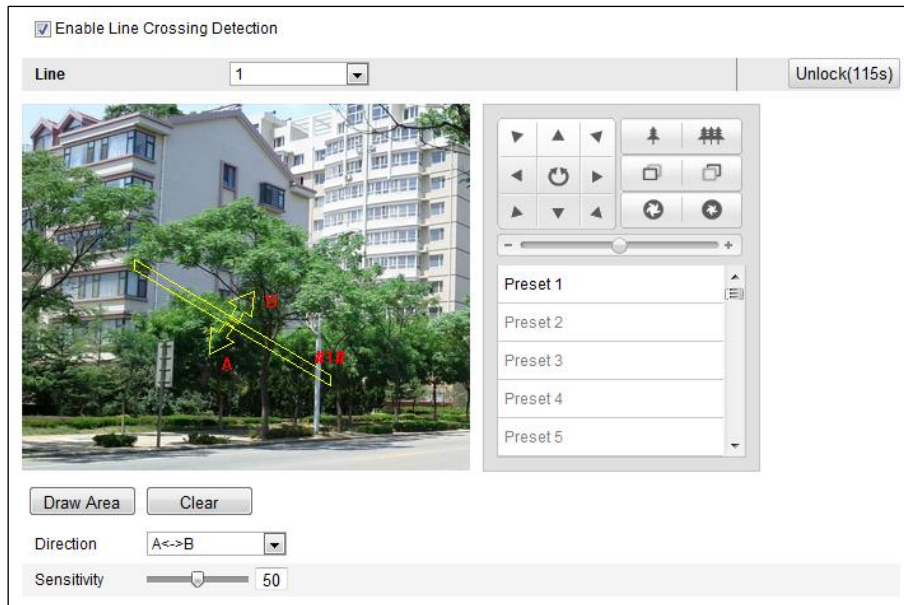 Enable Line Crossing Detection
Line 1 Unlock(115s)
B
A
#1#
Preset 1
Preset 2
Preset 3
Preset 4
Preset 5
Draw Area Clear
Direction A<->B
Sensitivity 50